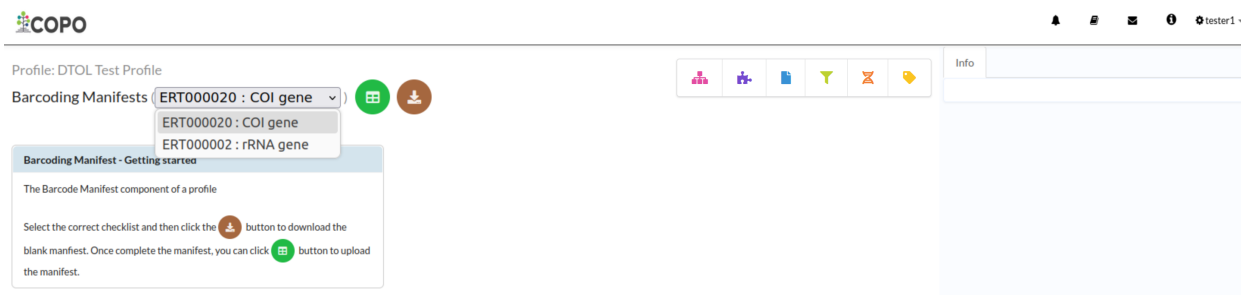 COPO
tester1
Profile: DTOL Test Profile
Info
Barcoding Manifests (ERT000020 : COI gene)
ERT000020 : COI gene
ERT000002 : rRNA gene
Barcoding Manifest - Getting started
The Barcode Manifest component of a profile
Select the correct checklist and then click the button to download the
blank manfiest. Once complete the manifest, you can click button to upload
the manifest.